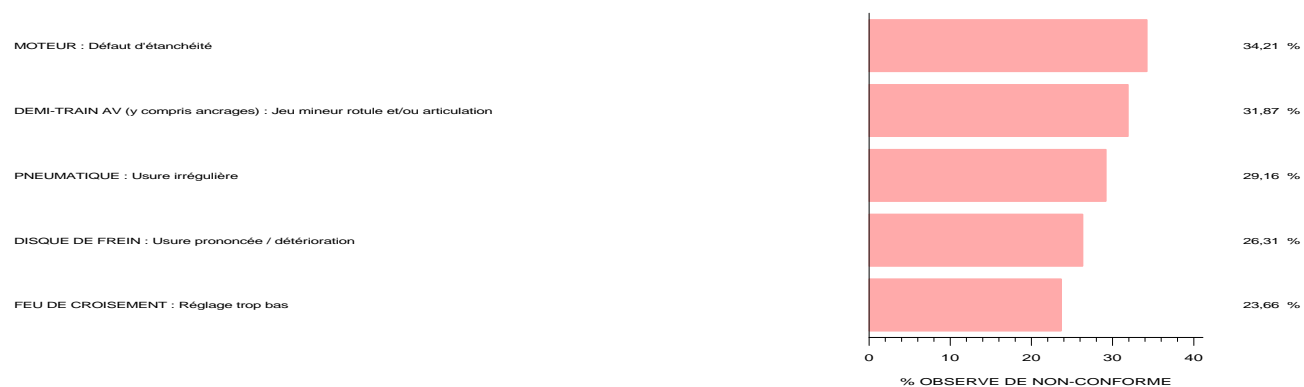 MOTEUR : Défaut d'étanchéité 34,21 %
DEMI-TRAIN AV (y compris ancrages) : Jeu mineur rotule et/ou articulation 31,87 %
PNEUMATIQUE : Usure irrégulière 29,16 %
DISQUE DE FREIN : Usure prononcée / détérioration 26,31 %
FEU DE CROISEMENT : Réglage trop bas 23,66 %
0 10 20 30 40
% OBSERVE DE NON-CONFORME